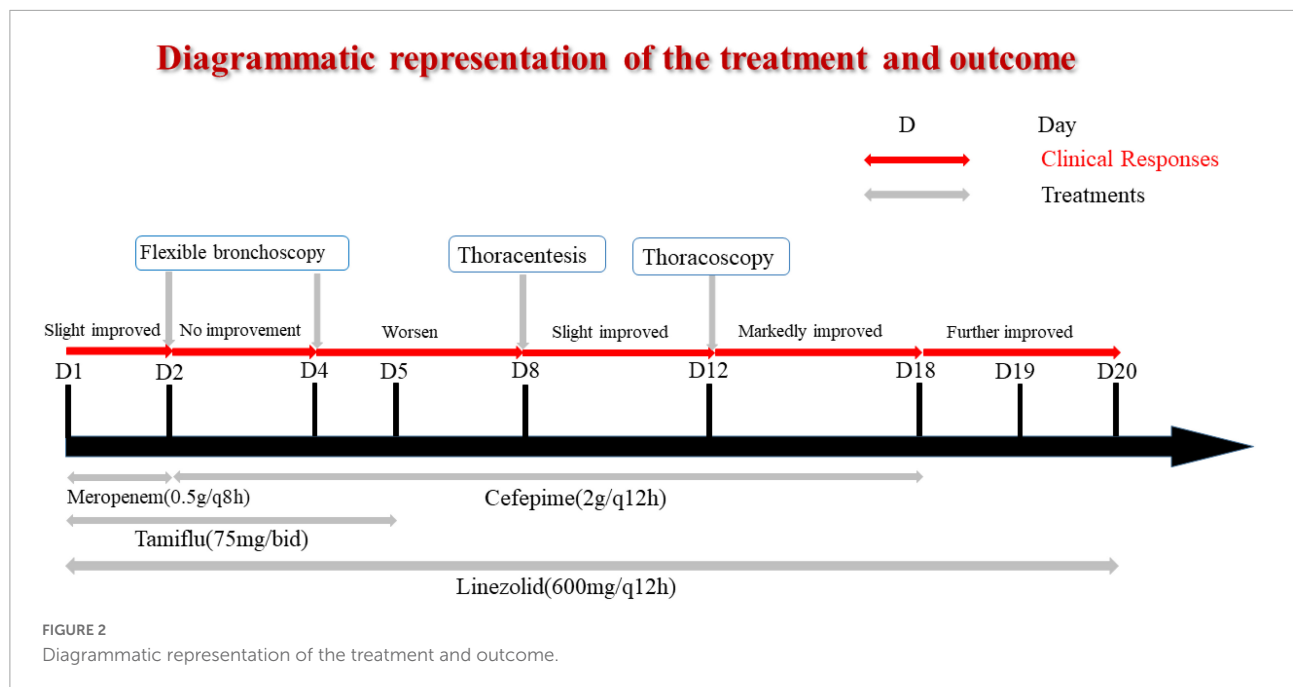 Diagrammatic representation of the treatment and outcome
D Day
Clinical Responses
Treatments
Flexible bronchoscopy
Thoracentesis
Thoracoscopy
Slight improved
No improvement
Worsen
Slight improved
Markedly improved
Further improved
D1 D2 D4 D5 D8 D12 D18 D19 D20
Meropenem(0.5g/q8h)
Cefepime(2g/q12h)
Tamiflu(75mg/bid)
Linezolid(600mg/q12h)
FIGURE 2
Diagrammatic representation of the treatment and outcome.